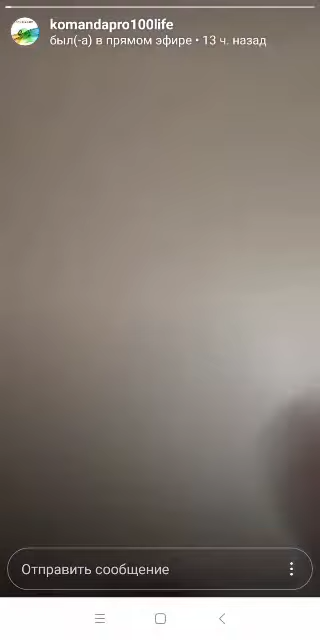 komandapro100life
был(-а) в прямом эфире • 13 ч. назад
Отправить сообщение